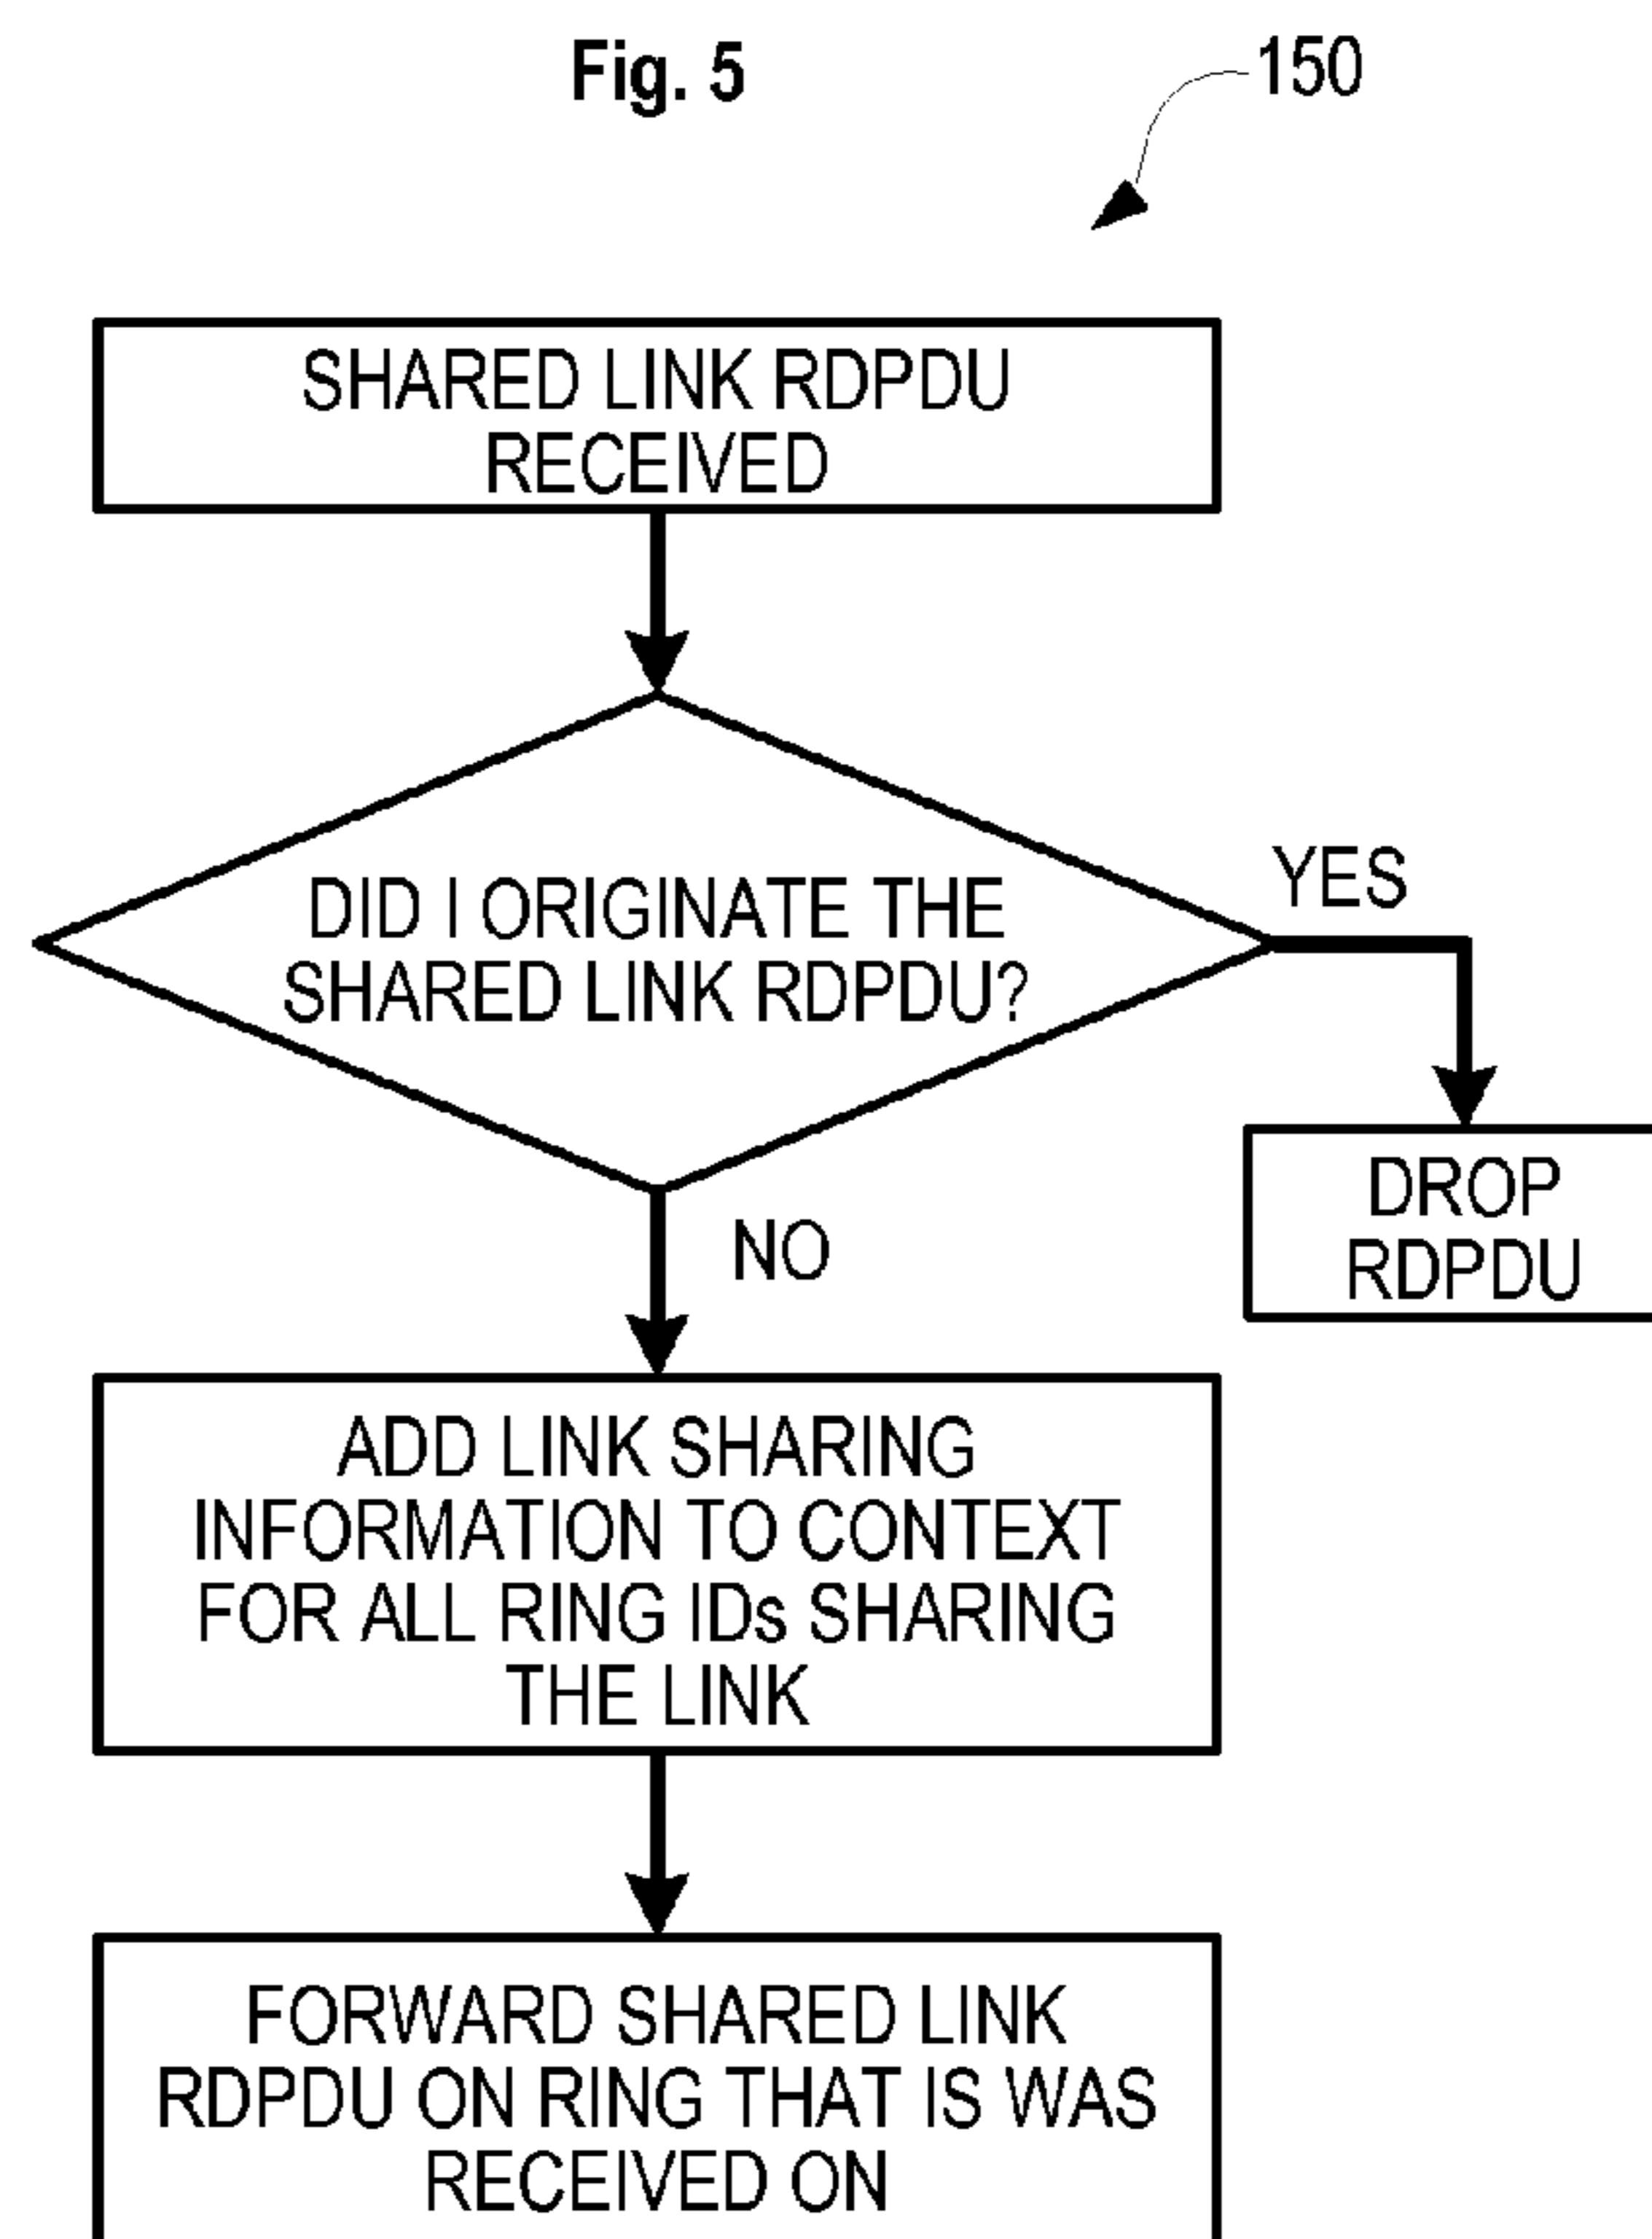 Fig. 5
150
SHARED LINK RDPDU
RECEIVED
DID I ORIGINATE THE
SHARED LINK RDPDU?
YES
DROP
RDPDU
NO
ADD LINK SHARING
INFORMATION TO CONTEXT
FOR ALL RING IDs SHARING
THE LINK
FORWARD SHARED LINK
RDPDU ON RING THAT IS WAS
RECEIVED ON